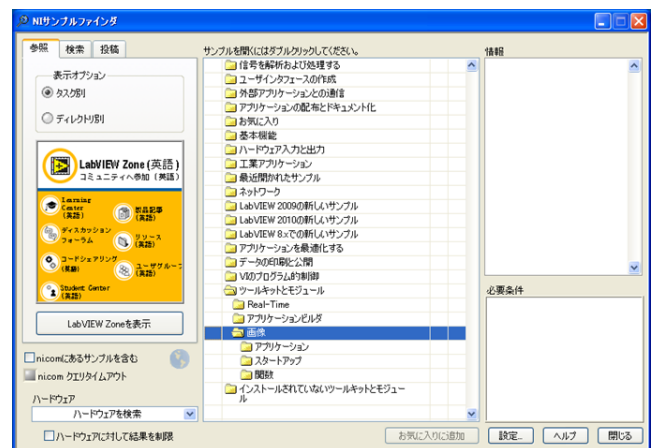 NIサンプルファインダ
参照
検索
投稿
表示オプション
タスク別
ディレクトリ別
LabVIEW Zone (英語)
コミュニティへ参加 (英語)
Learning
Center
(英語)
製品記事
(英語)
ディスカッション
フォーラム
リソース
(英語)
コードシェアリング
(英語)
ユーザグループ
(英語)
Student Center
(英語)
LabVIEW Zoneを表示
nicomにあるサンプルを含む
nicom クエリタイムアウト
ハードウェア
ハードウェアを検索
ハードウェアに対して結果を制限
サンプルを開くにはダブルクリックしてください。
信号を解析および処理する
ユーザインタフェースの作成
外部アプリケーションとの通信
アプリケーションの配布とドキュメント化
お気に入り
基本機能
ハードウェア入力と出力
工業アプリケーション
最近開かれたサンプル
ネットワーク
LabVIEW 2009の新しいサンプル
LabVIEW 2010の新しいサンプル
LabVIEW 8.xでの新しいサンプル
アプリケーションを最適化する
データの印刷と公開
VIのプログラム的制御
ツールキットとモジュール
Real-Time
アプリケーションビルダ
画像
アプリケーション
スタートアップ
関数
インストールされていないツールキットとモジュー
ル
情報
必要条件
お気に入りに追加
設定...
ヘルプ
閉じる